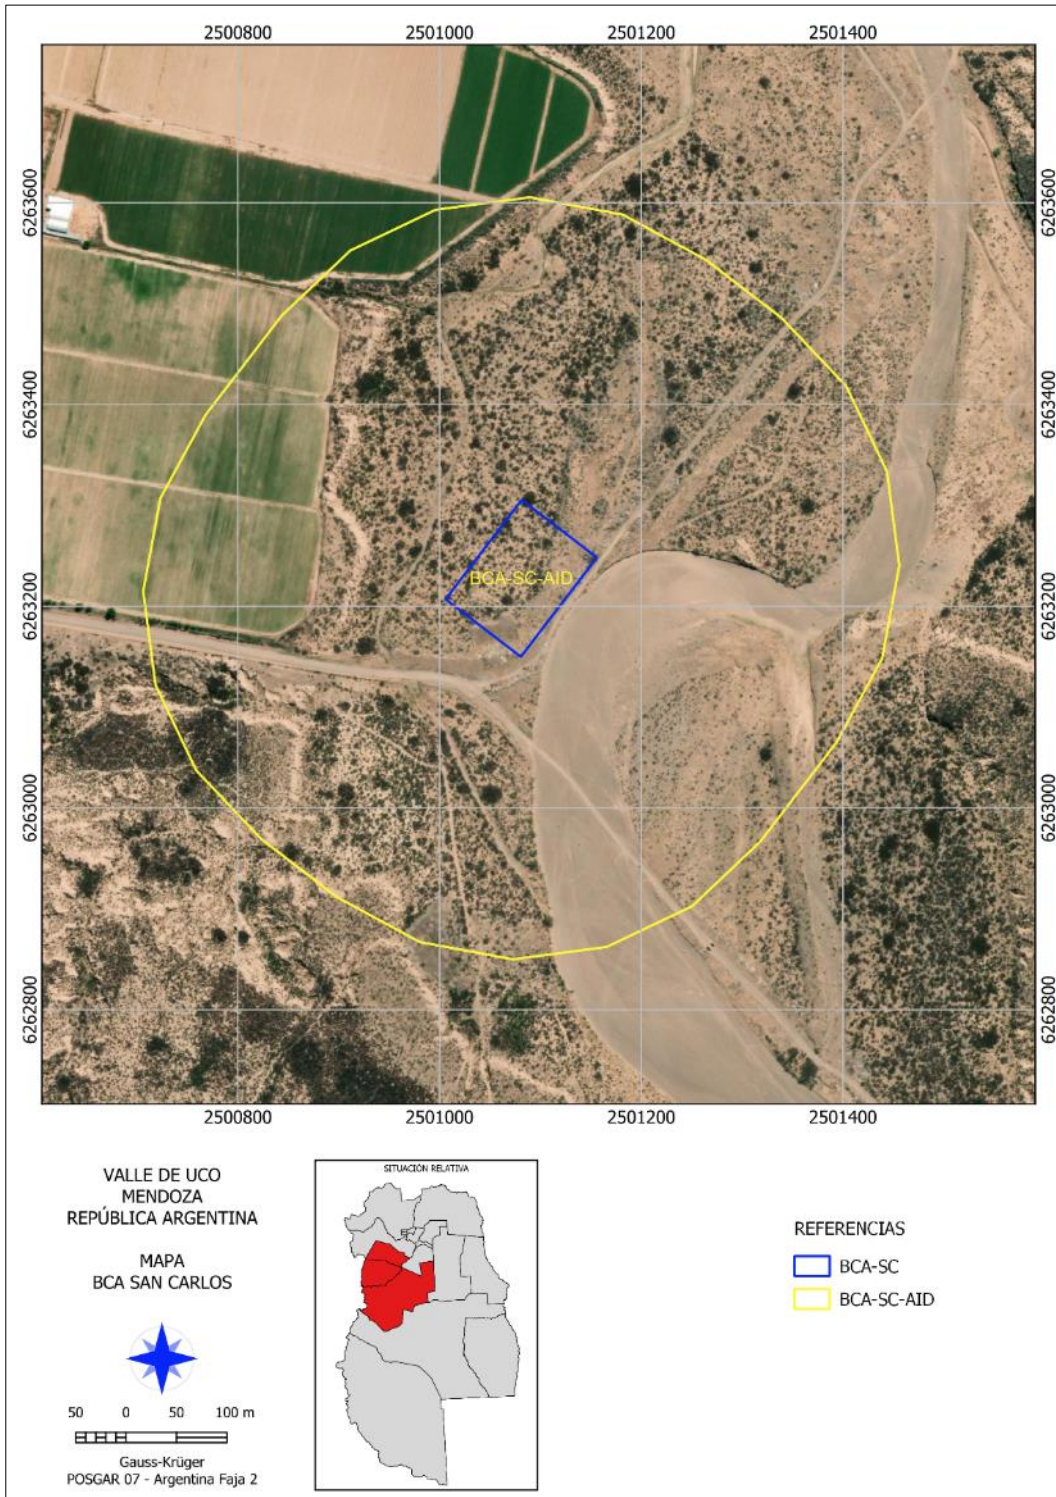 2500800 2501000 2501200 2501400
6263600 6263600
6263400 6263400
BCA-SC-AID
6263200 6263200
6263000 6263000
6262800 6262800
2500800 2501000 2501200 2501400
VALLE DE UCO
MENDOZA
REPÚBLICA ARGENTINA
MAPA
BCA SAN CARLOS
50 0 50 100 m
Gauss-Krüger
POSGAR 07 - Argentina Faja 2
SITUACIÓN RELATIVA
REFERENCIAS
BCA-SC
BCA-SC-AID